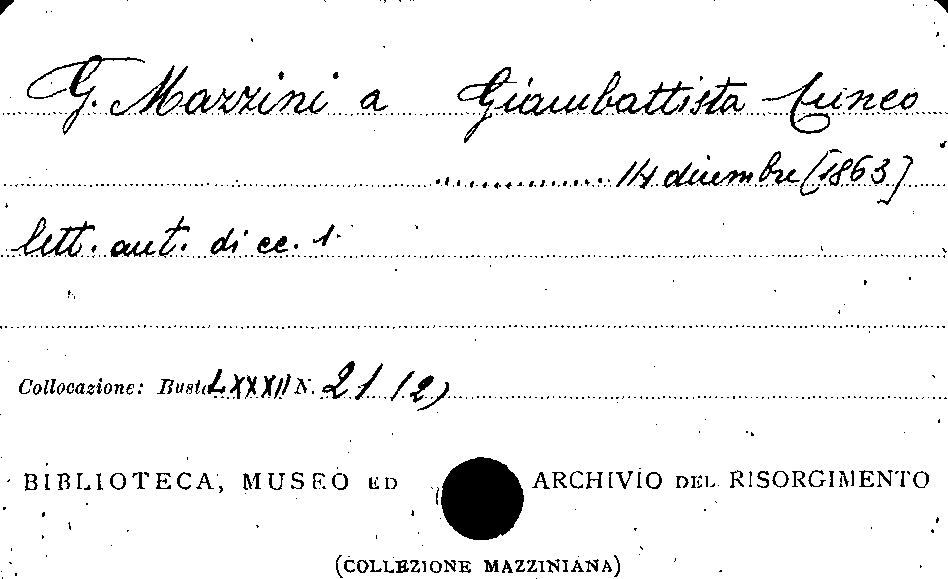 G. Mazzini a Giambattista Cuneo
.............. 14 dicembre [1863]
lett. aut. di cc. 1
Collocazione: Busta LXXXII N. 21 (2)
BIBLIOTECA, MUSEO ED ARCHIVIO DEL RISORGIMENTO
(COLLEZIONE MAZZINIANA)